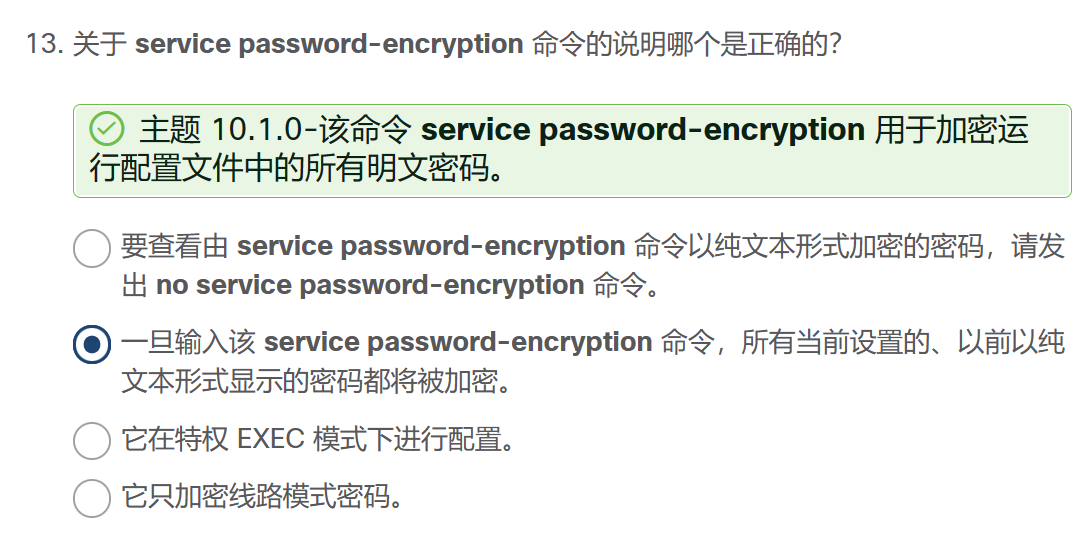 13. 关于 service password-encryption 命令的说明哪个是正确的？
主题 10.1.0-该命令 service password-encryption 用于加密运
行配置文件中的所有明文密码。
要查看由 service password-encryption 命令以纯文本形式加密的密码，请发
出 no service password-encryption 命令。
一旦输入该 service password-encryption 命令，所有当前设置的、以前以纯
文本形式显示的密码都将被加密。
它在特权 EXEC 模式下进行配置。
它只加密线路模式密码。